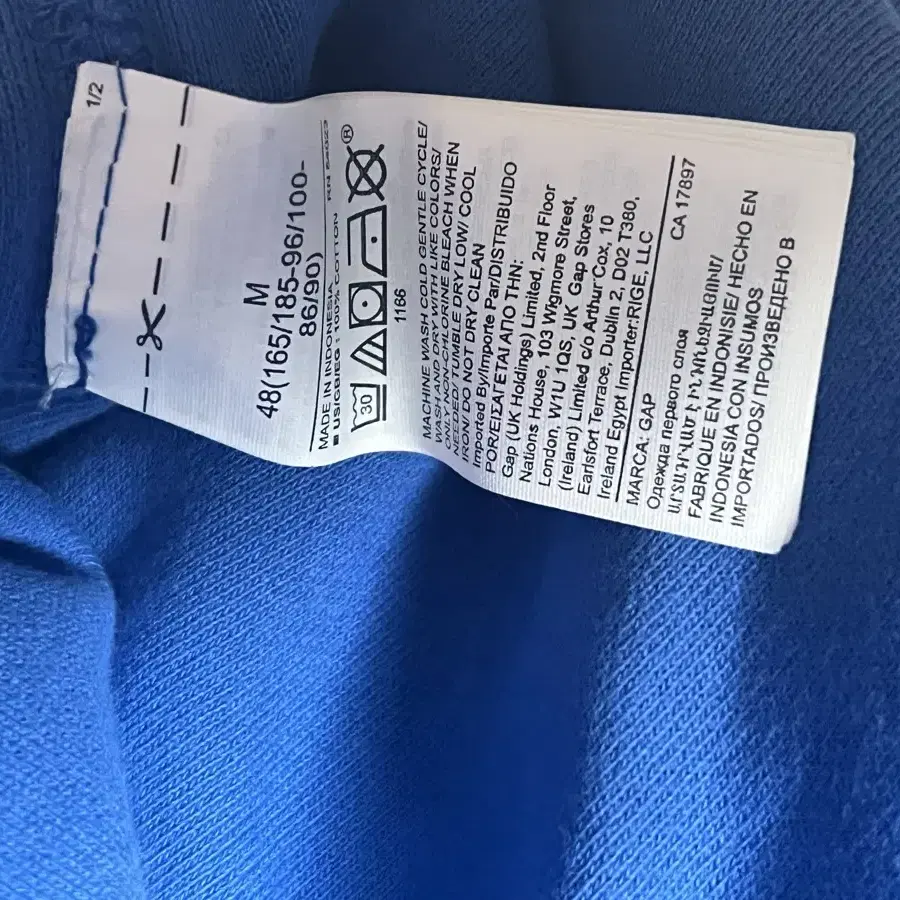 1/2
M
48(165/185-96/100-
86/90)
MADE IN INDONESIA RN 54023
■ US/GB/E : 100% COTTON
30
®
1166
MACHINE WASH COLD GENTLE CYCLE/
WASH AND DRY WITH LIKE COLORS/
ONLY NON-CHLORINE BLEACH WHEN
NEEDED/ TUMBLE DRY LOW/ COOL
IRON/ DO NOT DRY CLEAN
Imported By/Importe Par/DISTRIBUIDO
POR/ΕΙΣΑΓΕΤΑΙ ΑΠΟ ΤΗΝ:
Gap (UK Holdings) Limited, 2nd Floor
Nations House, 103 Wigmore Street,
London, W1U 1QS, UK Gap Stores
(Ireland) Limited c/o Arthur Cox, 10
Earlsfort Terrace, Dublin 2, D02 T380,
Ireland Egypt Importer:RIGE, LLC
MARCA: GAP CA 17897
Одежда первого слоя
FABRIQUE EN INDONISIE/ HECHO EN
INDONESIA CON INSUMOS
IMPORTADOS/ ПРОИЗВЕДЕНО В